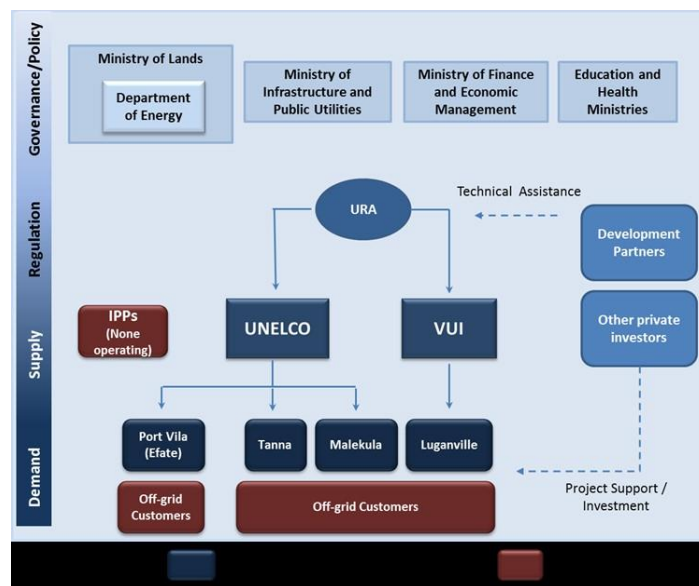 Governance/Policy
Ministry of Lands
Department
of Energy
Ministry of
Infrastructure and
Public Utilities
Ministry of Finance
and Economic
Management
Education and
Health
Ministries
Regulation
URA
Technical Assistance
Development
Partners
Supply
IPPs
(None
operating)
UNELCO
VUI
Other private
investors
Demand
Port Vila
(Efate)
Tanna
Malekula
Luganville
Off-grid
Customers
Off-grid Customers
Project Support /
Investment